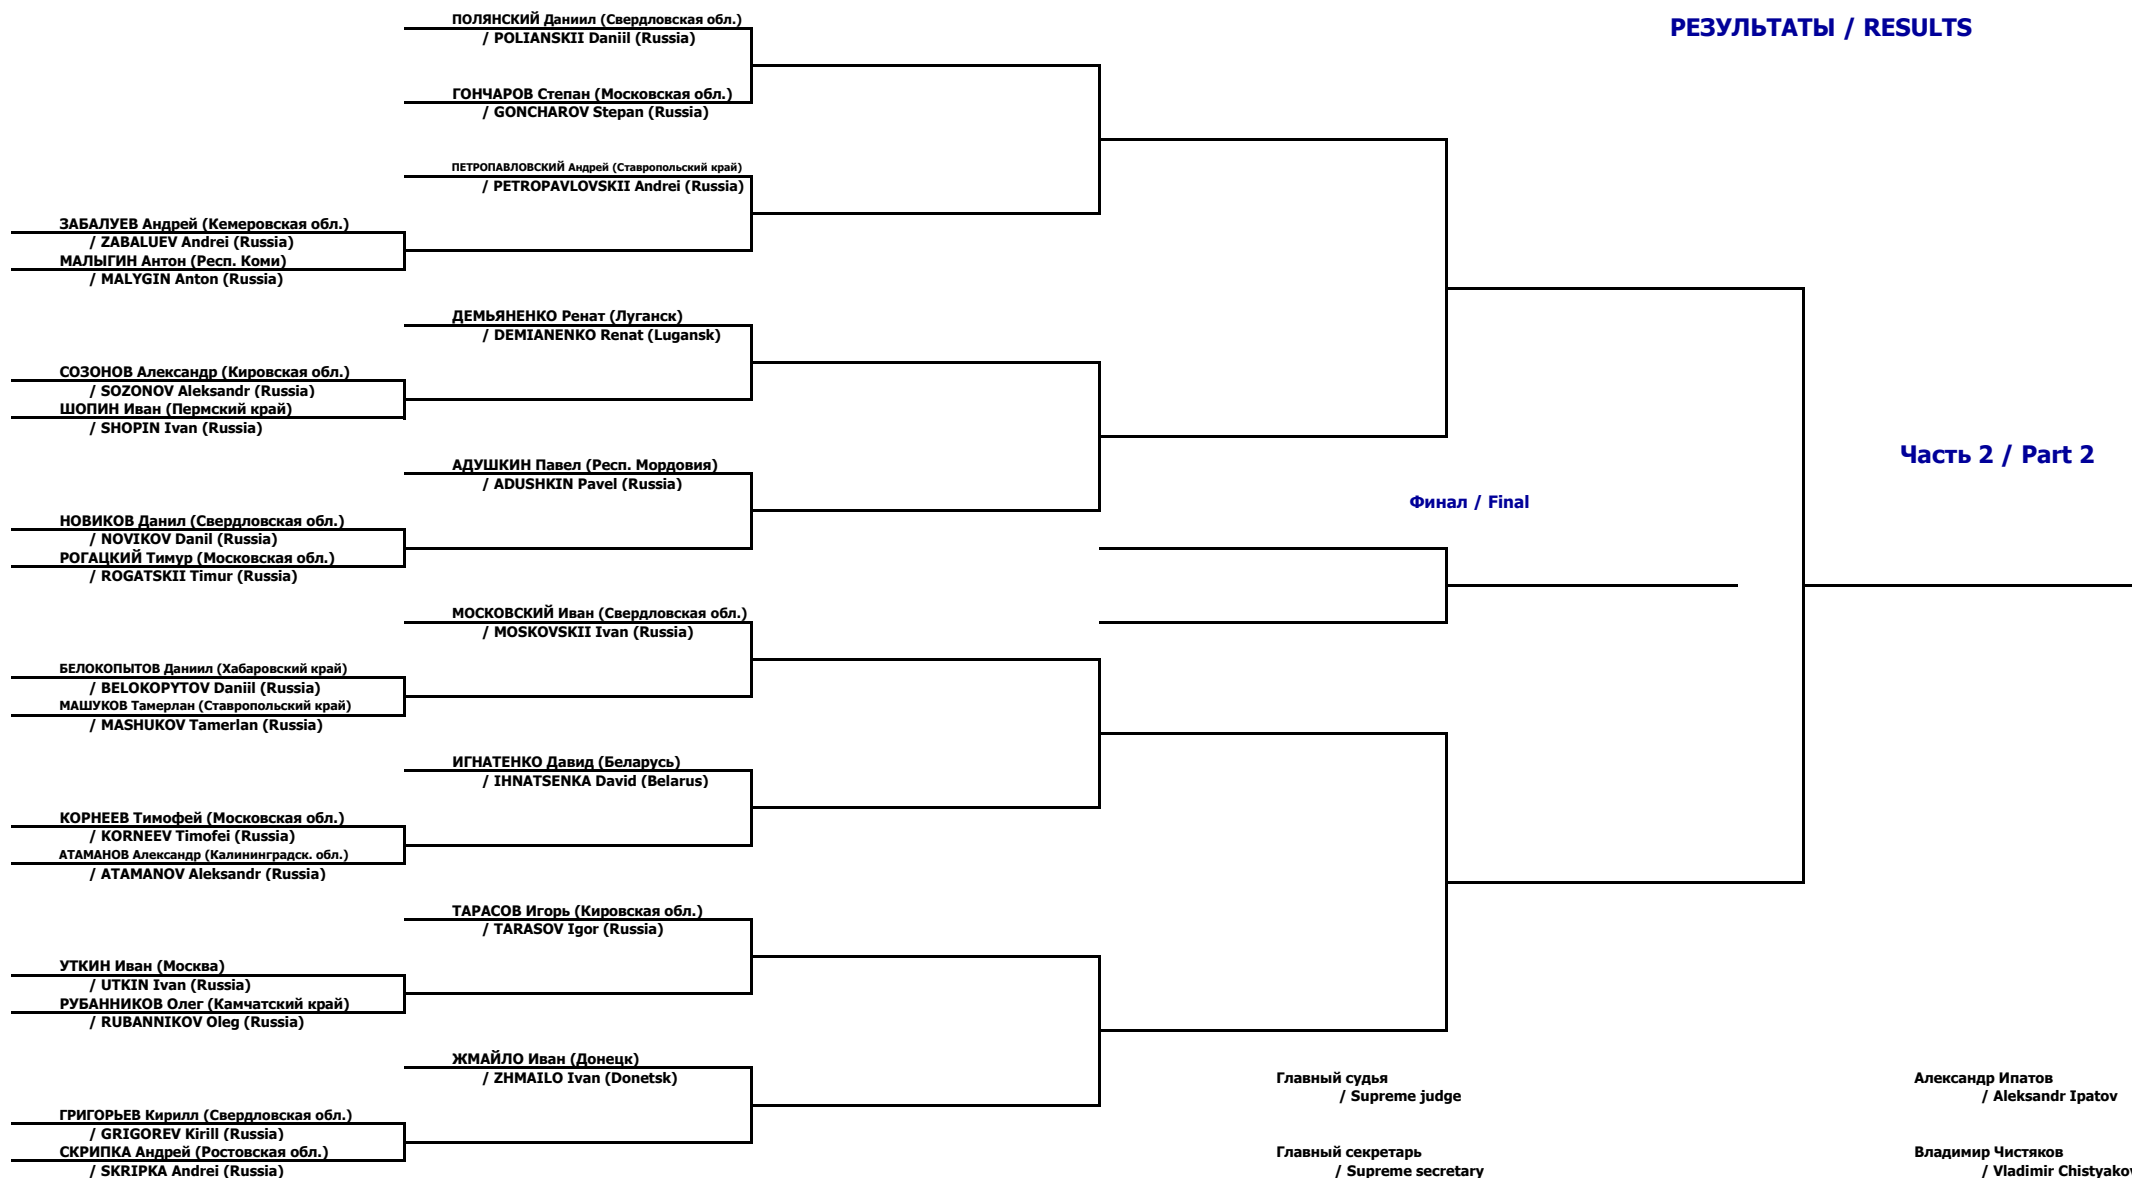 ПОЛЯНСКИЙ Даниил (Свердловская обл.)
/ POLIANSKII Daniil (Russia)
РЕЗУЛЬТАТЫ / RESULTS
ГОНЧАРОВ Степан (Московская обл.)
/ GONCHAROV Stepan (Russia)
ПЕТРОПАВЛОВСКИЙ Андрей (Ставропольский край)
/ PETROPAVLOVSKII Andrei (Russia)
ЗАБАЛУЕВ Андрей (Кемеровская обл.)
/ ZABALUEV Andrei (Russia)
МАЛЫГИН Антон (Респ. Коми)
/ MALYGIN Anton (Russia)
ДЕМЬЯНЕНКО Ренат (Луганск)
/ DEMIANENKO Renat (Lugansk)
СОЗОНОВ Александр (Кировская обл.)
/ SOZONOV Aleksandr (Russia)
ШОПИН Иван (Пермский край)
/ SHOPIN Ivan (Russia)
Часть 2 / Part 2
АДУШКИН Павел (Респ. Мордовия)
/ ADUSHKIN Pavel (Russia)
Финал / Final
НОВИКОВ Данил (Свердловская обл.)
/ NOVIKOV Danil (Russia)
РОГАЦКИЙ Тимур (Московская обл.)
/ ROGATSKII Timur (Russia)
МОСКОВСКИЙ Иван (Свердловская обл.)
/ MOSKOVSKII Ivan (Russia)
БЕЛОКОПЫТОВ Даниил (Хабаровский край)
/ BELOKOPYTOV Daniil (Russia)
МАШУКОВ Тамерлан (Ставропольский край)
/ MASHUKOV Tamerlan (Russia)
ИГНАТЕНКО Давид (Беларусь)
/ IHNATSENKA David (Belarus)
КОРНЕЕВ Тимофей (Московская обл.)
/ KORNEEV Timofei (Russia)
АТАМАНОВ Александр (Калининградск. обл.)
/ ATAMANOV Aleksandr (Russia)
ТАРАСОВ Игорь (Кировская обл.)
/ TARASOV Igor (Russia)
УТКИН Иван (Москва)
/ UTKIN Ivan (Russia)
РУБАННИКОВ Олег (Камчатский край)
/ RUBANNIKOV Oleg (Russia)
ЖМАЙЛО Иван (Донецк)
/ ZHMAILO Ivan (Donetsk)
Главный судья
/ Supreme judge
Александр Ипатов
/ Aleksandr Ipatov
ГРИГОРЬЕВ Кирилл (Свердловская обл.)
/ GRIGOREV Kirill (Russia)
СКРИПКА Андрей (Ростовская обл.)
/ SKRIPKA Andrei (Russia)
Главный секретарь
/ Supreme secretary
Владимир Чистяков
/ Vladimir Chistyakov